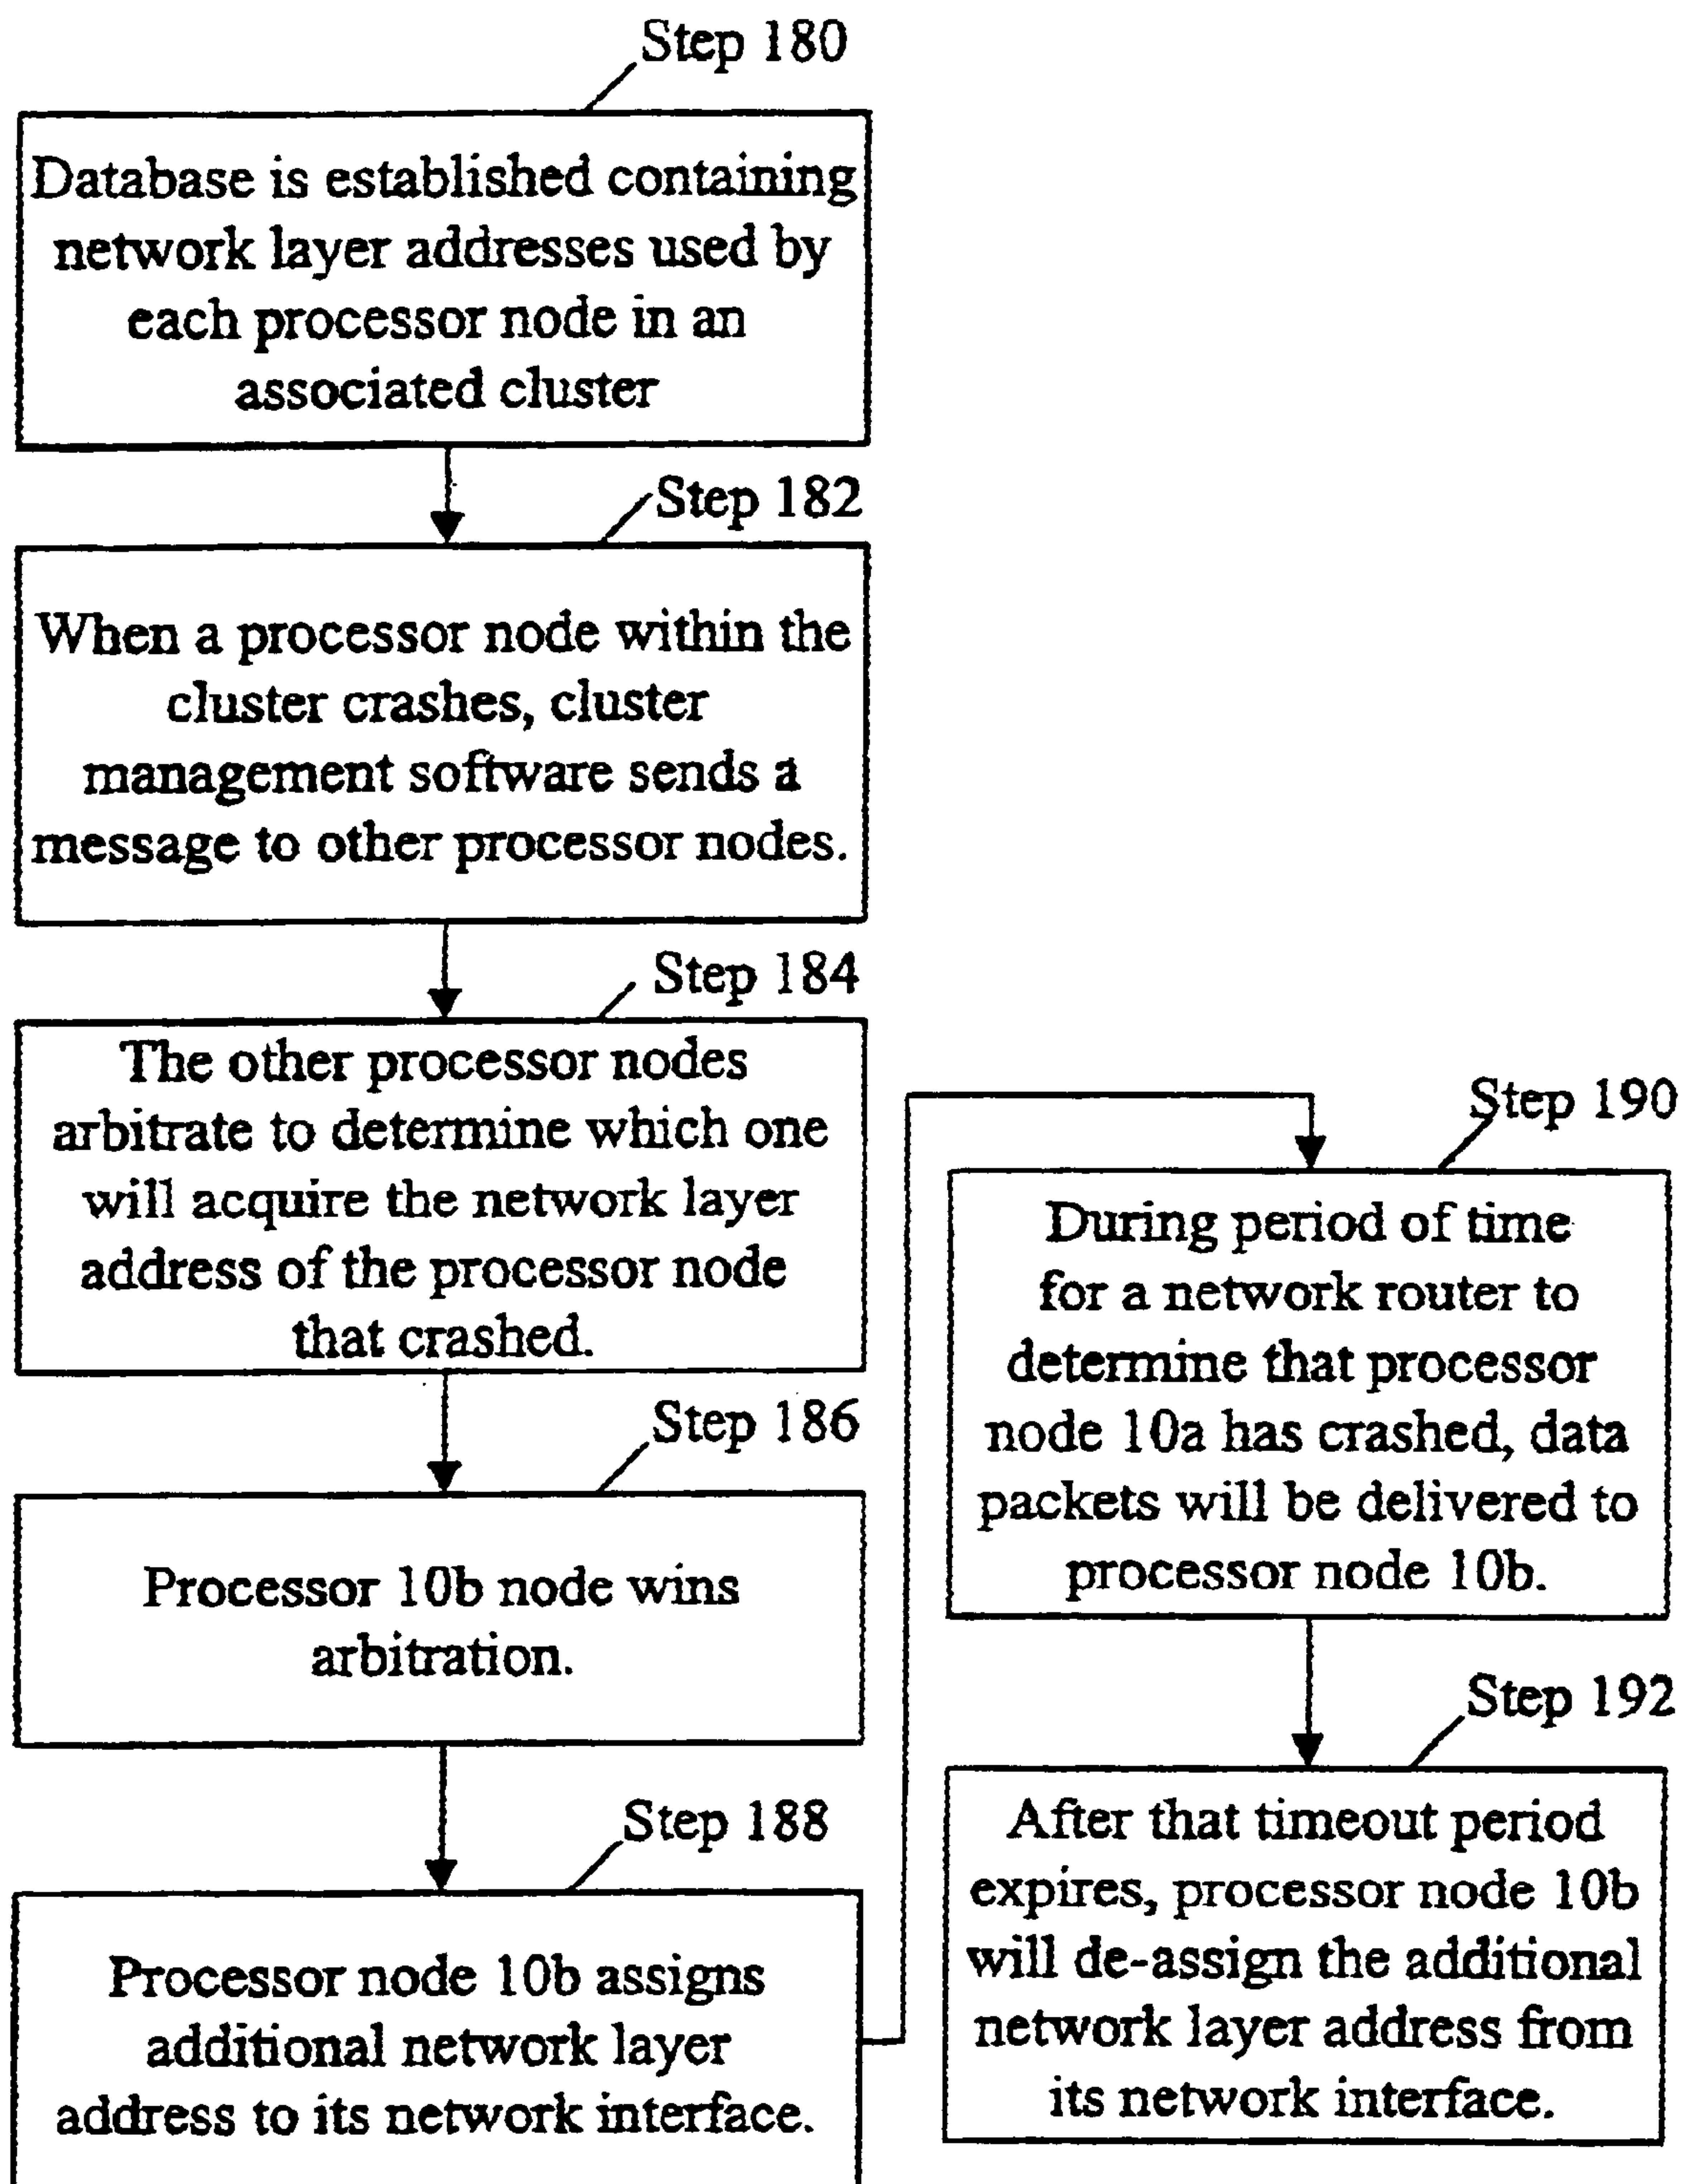 Step 180
Database is established containing
network layer addresses used by
each processor node in an
associated cluster
Step 182
When a processor node within the
cluster crashes, cluster
management software sends a
message to other processor nodes.
Step 184
The other processor nodes
arbitrate to determine which one
will acquire the network layer
address of the processor node
that crashed.
Step 186
Processor 10b node wins
arbitration.
Step 188
Processor node 10b assigns
additional network layer
address to its network interface.
Step 190
During period of time
for a network router to
determine that processor
node 10a has crashed, data
packets will be delivered to
processor node 10b.
Step 192
After that timeout period
expires, processor node 10b
will de-assign the additional
network layer address from
its network interface.